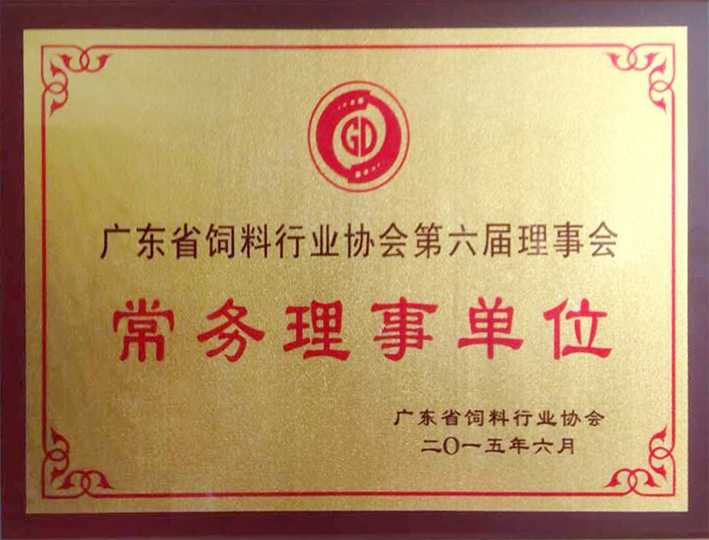 GD
广东省饲料行业协会第六届理事会
常务理事单位
广东省饲料行业协会
二〇一五年六月